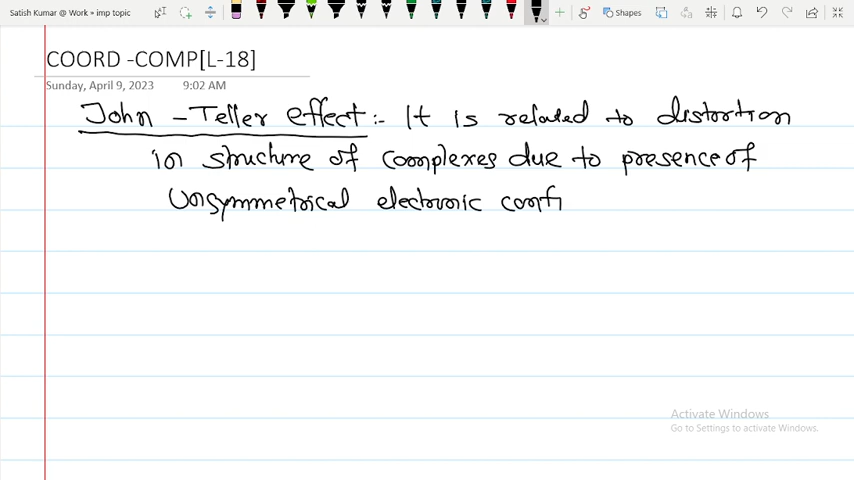 Satish Kumar @ Work » imp topic
Shapes
COORD -COMP[L-18]
Sunday, April 9, 2023 9:02 AM
John - Teller effect :- It is related to distortion
in structure of complexes due to presence of
Unsymmetrical electronic confi
Activate Windows
Go to Settings to activate Windows.